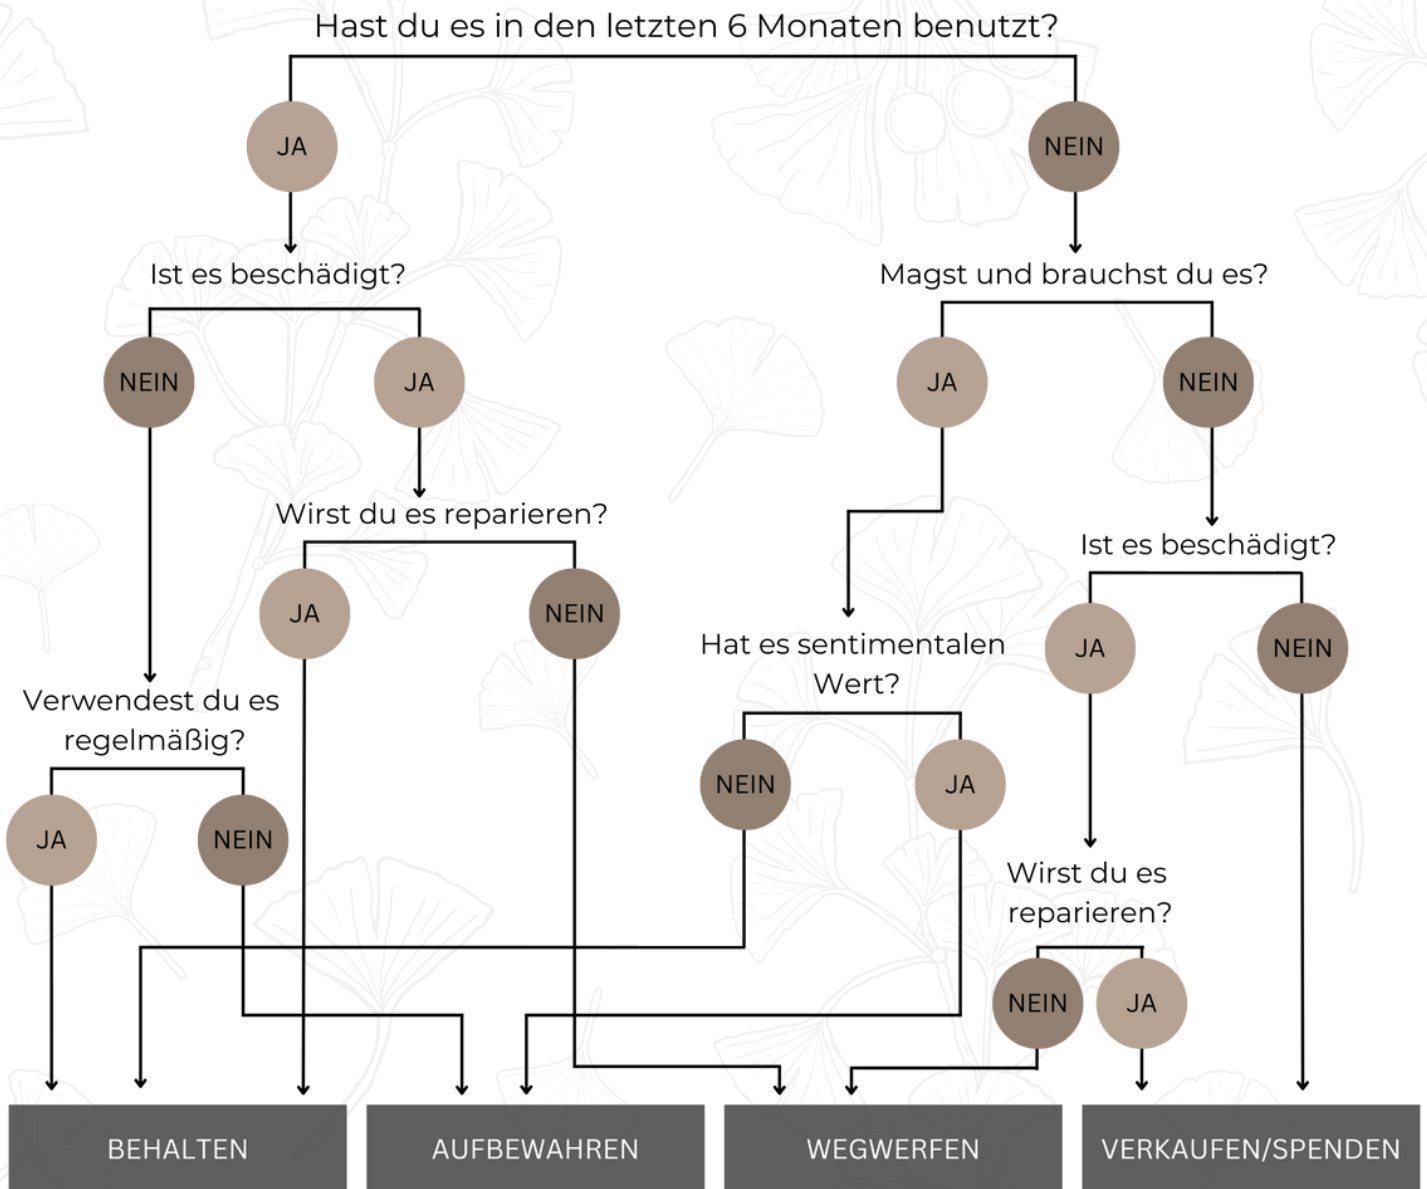 Hast du es in den letzten 6 Monaten benutzt?
JA
NEIN
Ist es beschädigt?
Magst und brauchst du es?
NEIN
JA
JA
NEIN
Wirst du es reparieren?
Ist es beschädigt?
JA
NEIN
Hat es sentimentalen
Wert?
JA
NEIN
Verwendest du es
regelmäßig?
NEIN
JA
JA
NEIN
Wirst du es
reparieren?
NEIN
JA
BEHALTEN
AUFBEWAHREN
WEGWERFEN
VERKAUFEN/SPENDEN